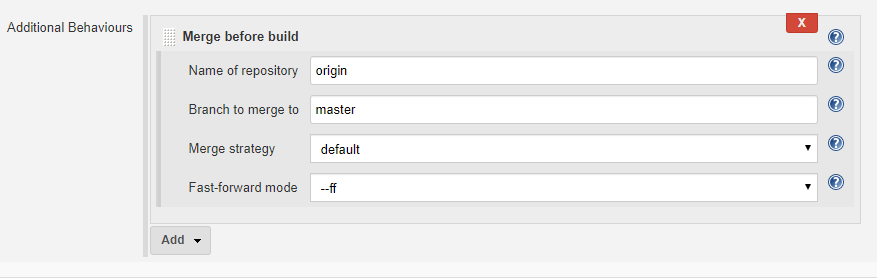 Additional Behaviours
Merge before build
X
?
Name of repository origin ?
Branch to merge to master ?
Merge strategy default ?
Fast-forward mode --ff ?
Add